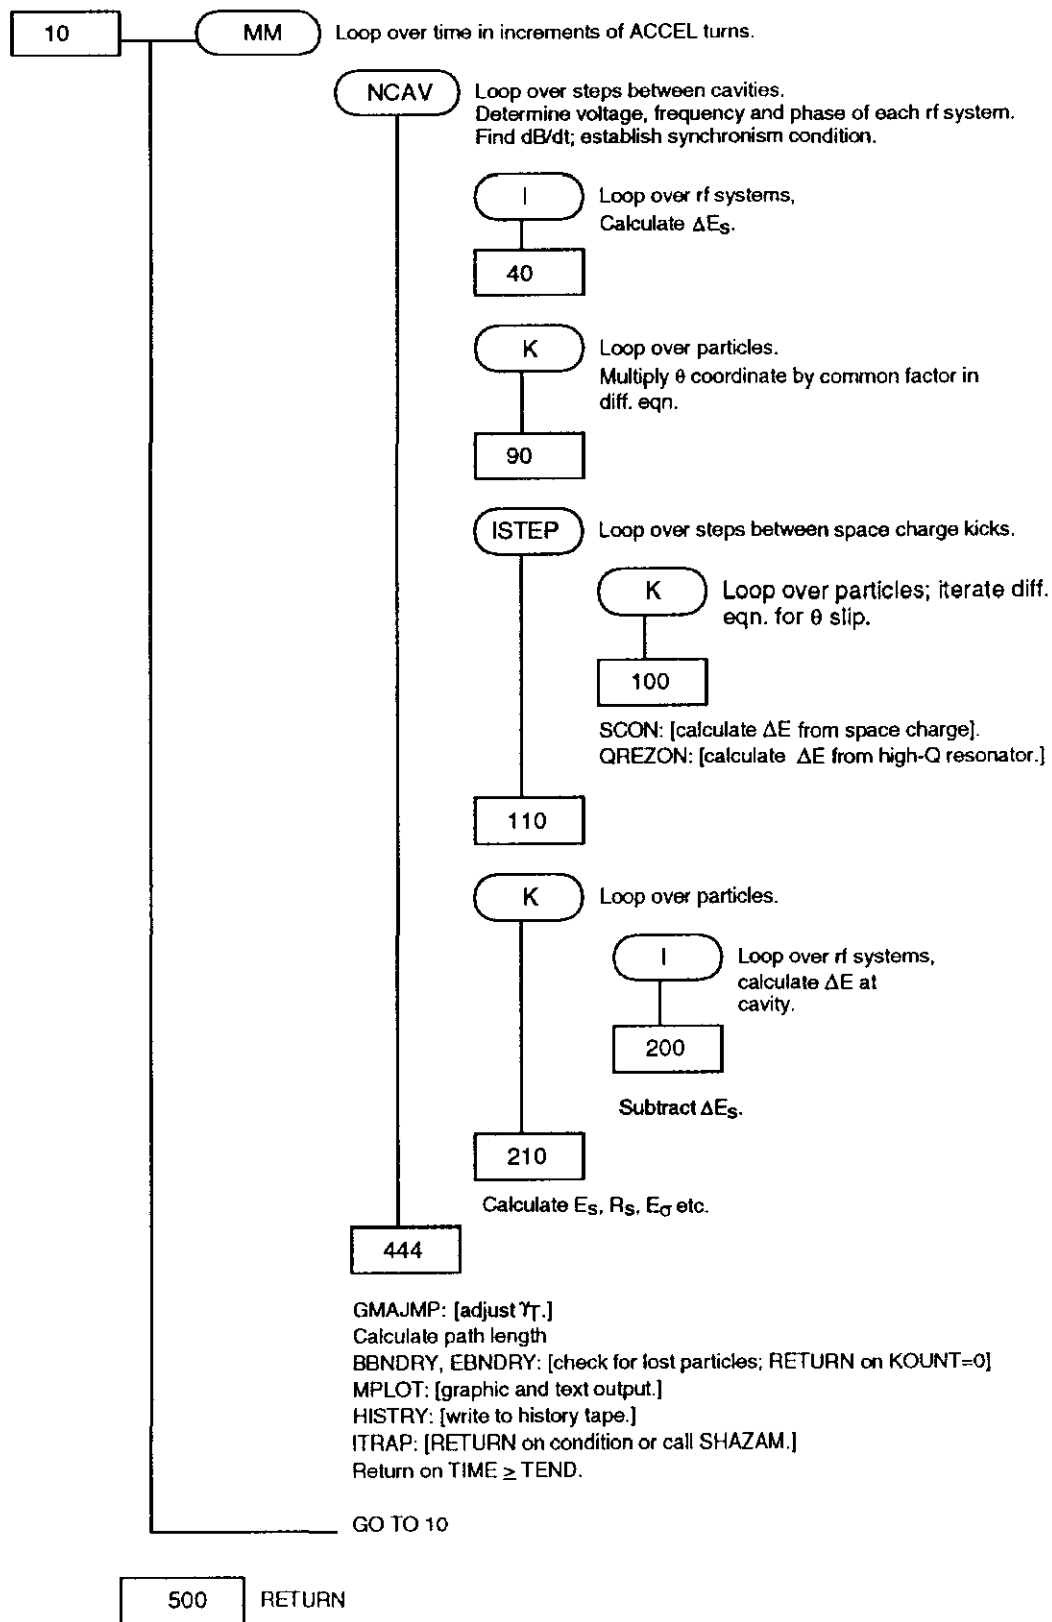 10
MM
Loop over time in increments of ACCEL turns.
NCAV
Loop over steps between cavities.
Determine voltage, frequency and phase of each rf system.
Find dB/dt; establish synchronism condition.
I
Loop over rf systems,
Calculate ΔEs.
40
K
Loop over particles.
Multiply θ coordinate by common factor in
diff. eqn.
90
ISTEP
Loop over steps between space charge kicks.
K
Loop over particles; iterate diff.
eqn. for θ slip.
100
SCON: [calculate ΔE from space charge].
QREZON: [calculate ΔE from high-Q resonator.]
110
K
Loop over particles.
I
Loop over rf systems,
calculate ΔE at
cavity.
200
Subtract ΔEs.
210
Calculate Es, Rs, Eσ etc.
444
GMAJMP: [adjust γT.]
Calculate path length
BBNDRY, EBNDRY: [check for lost particles; RETURN on KOUNT=0]
MPLOT: [graphic and text output.]
HISTRY: [write to history tape.]
ITRAP: [RETURN on condition or call SHAZAM.]
Return on TIME ≥ TEND.
GO TO 10
500
RETURN